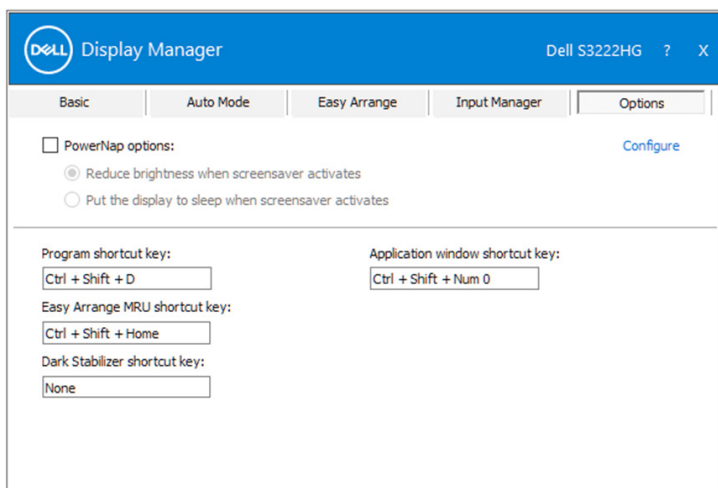 DELL Display Manager Dell S3222HG ? X
Basic Auto Mode Easy Arrange Input Manager Options
PowerNap options: Configure
Reduce brightness when screensaver activates
Put the display to sleep when screensaver activates
Program shortcut key: Application window shortcut key:
Ctrl + Shift + D Ctrl + Shift + Num 0
Easy Arrange MRU shortcut key:
Ctrl + Shift + Home
Dark Stabilizer shortcut key:
None